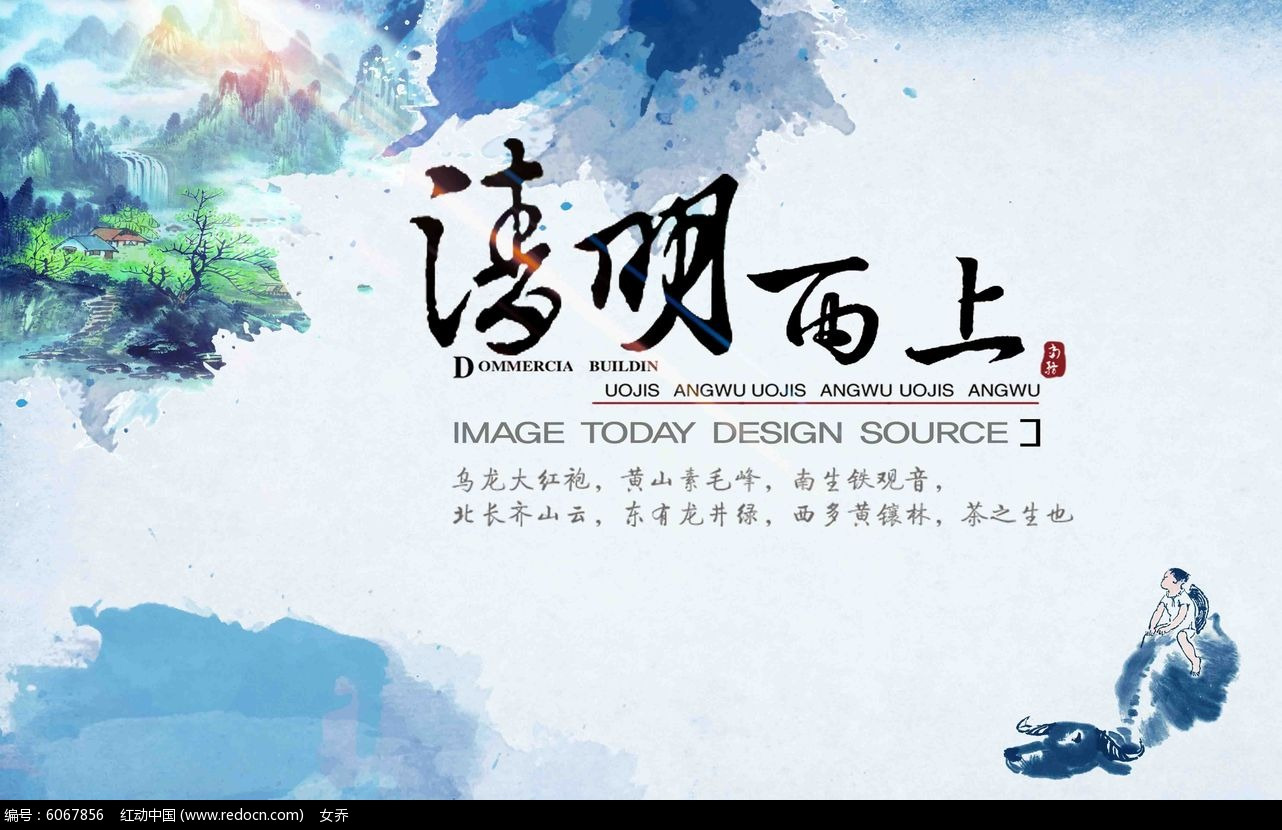 清明西上
商务
DOMMERCIA BUILDIN
UOJIS ANGWU UOJIS ANGWU UOJIS ANGWU
IMAGE TODAY DESIGN SOURCE
乌龙大红袍，黄山素毛峰，南生铁观音，
北长齐山云，东有龙井绿，西多黄镶林，茶之生也
编号：6067856 红动中国 (www.redocn.com) 女乔